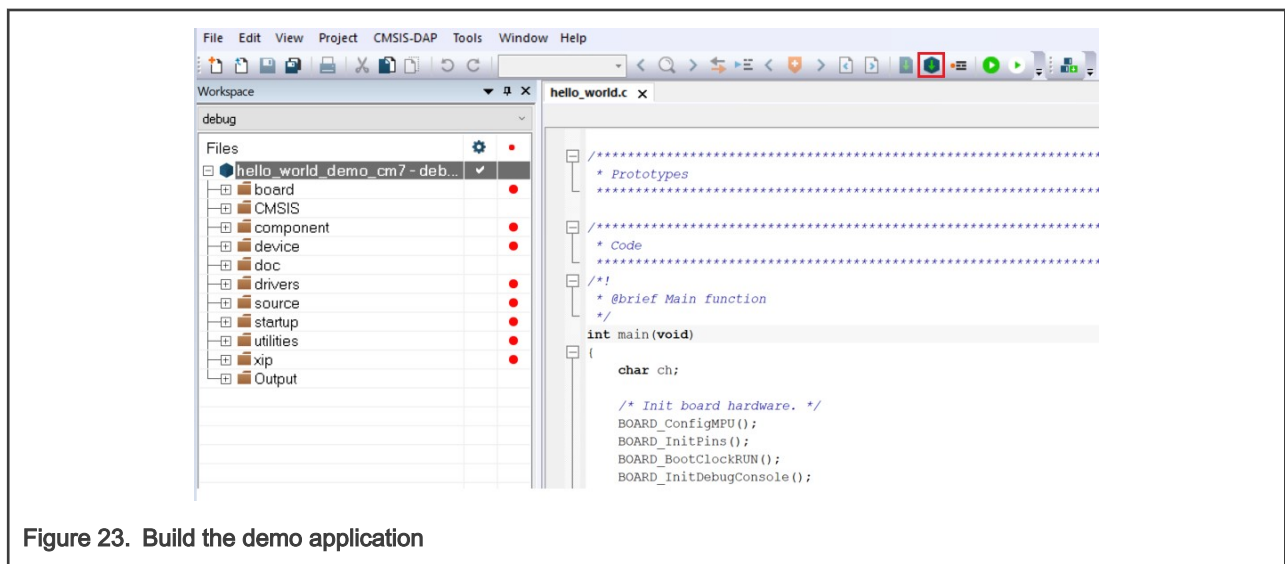 File Edit View Project CMSIS-DAP Tools Window Help
Workspace
hello_world.c x
debug
Files
hello_world_demo_cm7 - deb...
board
CMSIS
component
device
doc
drivers
source
startup
utilities
xip
Output
/*****************************************************************
* Prototypes
*****************************************************************
/*****************************************************************
* Code
*****************************************************************
/*!
* @brief Main function
*/
int main(void)
{
char ch;
/* Init board hardware. */
BOARD_ConfigMPU();
BOARD_InitPins();
BOARD_BootClockRUN();
BOARD_InitDebugConsole();
Figure 23. Build the demo application